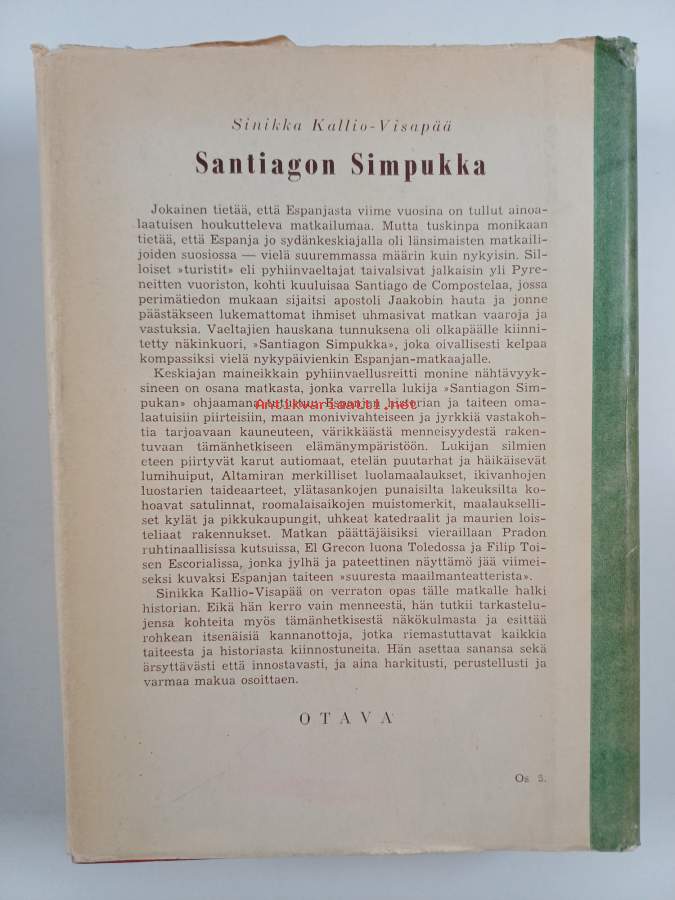 Sinikka Kallio-Visapää
Santiagon Simpukka
Jokainen tietää, että Espanjasta viime vuosina on tullut ainoa-
laatuisen houkutteleva matkailumaa. Mutta tuskinpa monikaan
tietää, että Espanja jo sydänkeskiajalla oli länsimaisten matkaili-
joiden suosiossa — vielä suuremmassa määrin kuin nykyisin. Sil-
loiset »turistit» eli pyhiinvaeltajat taivalsivat jalkaisin yli Pyre-
neitten vuoriston, kohti kuuluisaa Santiago de Compostelaa, jossa
perimätiedon mukaan sijaitsi apostoli Jaakobin hauta ja jonne
päästäkseen lukemattomat ihmiset uhmasivat matkan vaaroja ja
vastuksia. Vaeltajien hauskana tunnuksena oli olkapäälle kiinni-
tetty näkinkuori, »Santiagon Simpukka», joka oivallisesti kelpaa
kompassiksi vielä nykypäivienkin Espanjan-matkaajalle.
Keskiajan maineikkain pyhiinvaellusreitti monine nähtävyyk-
sineen on osana matkasta, jonka varrella lukija »Santiagon Sim-
pukan» ohjaamana tutustuu Espanjan historian ja taiteen oma-
Antikvariaatti.net
laatuisiin piirteisiin, maan monivivahteiseen ja jyrkkiä vastakoh-
tia tarjoavaan kauneuteen, värikkäästä menneisyydestä raken-
tuvaan tämänhetkiseen elämänympäristöön. Lukijan silmien
eteen piirtyvät karut autiomaat, etelän puutarhat ja häikäisevät
lumihuiput, Altamiran merkilliset luolamaalaukset, ikivanhojen
luostarien taideaarteet, ylätasankojen punaisilta lakeuksilta ko-
hoavat satulinnat, roomalaisaikojen muistomerkit, maalaukselli-
set kylät ja pikkukaupungit, uhkeat katedraalit ja maurien lois-
teliaat rakennukset. Matkan päättäjäisiksi vieraillaan Pradon
ruhtinaallisissa kutsuissa, El Grecon luona Toledossa ja Filip Toi-
sen Escorialissa, jonka jylhä ja pateettinen näyttämö jää viimei-
seksi kuvaksi Espanjan taiteen »suuresta maailmanteatterista».
Sinikka Kallio-Visapää on verraton opas tälle matkalle halki
historian. Eikä hän kerro vain menneestä, hän tutkii tarkastelu-
jensa kohteita myös tämänhetkisestä näkökulmasta ja esittää
rohkean itsenäisiä kannanottoja, jotka riemastuttavat kaikkia
taiteesta ja historiasta kiinnostuneita. Hän asettaa sanansa sekä
ärsyttävästi että innostavasti, ja aina harkitusti, perustellusti ja
varmaa makua osoittaen.
OTAVA
Og 5.